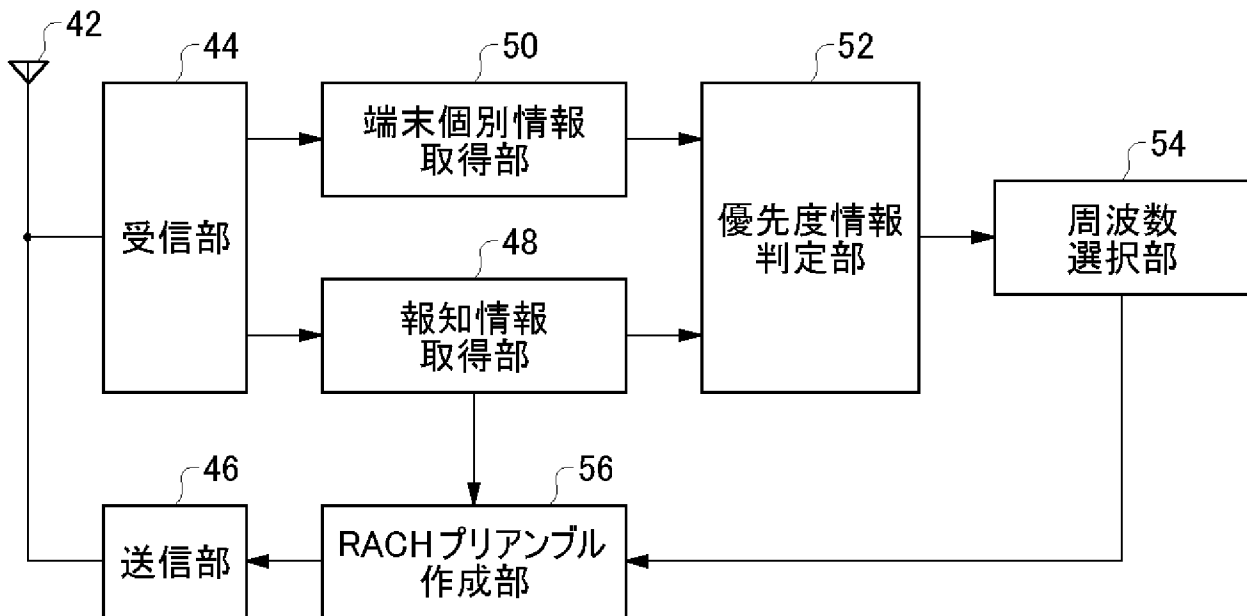 42
44
50
52
端末個別情報
取得部
54
受信部
優先度情報
判定部
周波数
選択部
48
報知情報
取得部
46
56
送信部
RACHプリアンブル
作成部